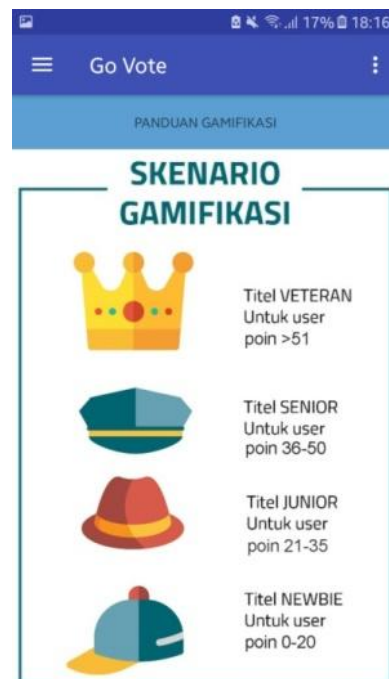 17% 18:16
Go Vote
PANDUAN GAMIFIKASI
SKENARIO
GAMIFIKASI
Titel VETERAN
Untuk user
poin >51
Titel SENIOR
Untuk user
poin 36-50
Titel JUNIOR
Untuk user
poin 21-35
Titel NEWBIE
Untuk user
poin 0-20